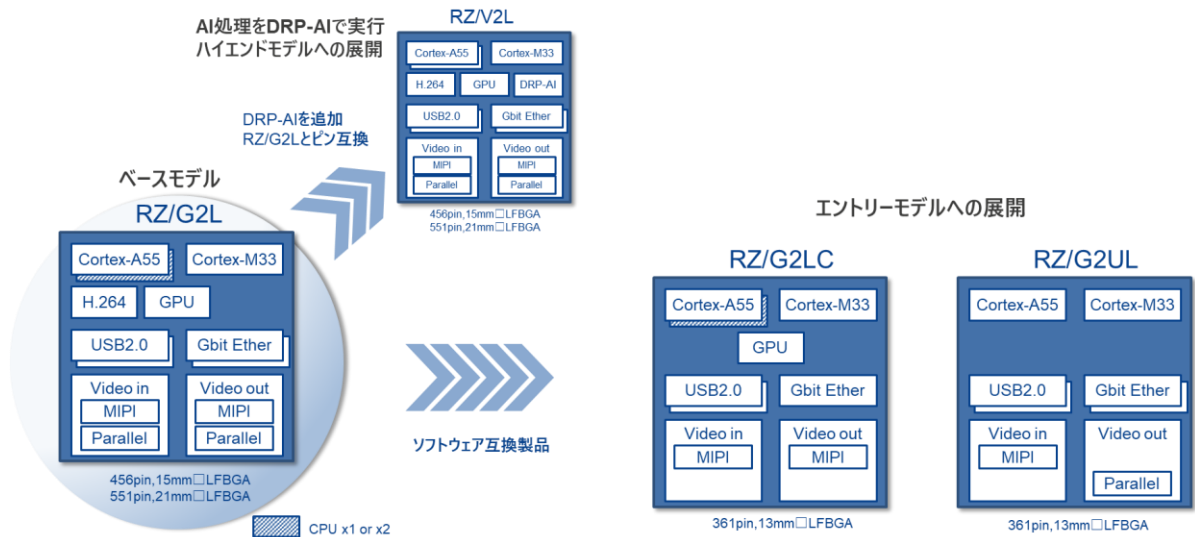 AI処理をDRP-AIで実行
ハイエンドモデルへの展開
RZ/V2L
Cortex-A55
Cortex-M33
H.264
GPU
DRP-AI
USB2.0
Gbit Ether
Video in
MIPI
Parallel
Video out
MIPI
Parallel
456pin,15mm□LFBGA
551pin,21mm□LFBGA
DRP-AIを追加
RZ/G2Lとピン互換
ベースモデル
RZ/G2L
Cortex-A55
Cortex-M33
H.264
GPU
USB2.0
Gbit Ether
Video in
MIPI
Parallel
Video out
MIPI
Parallel
456pin,15mm□LFBGA
551pin,21mm□LFBGA
CPU x1 or x2
ソフトウェア互換製品
エントリーモデルへの展開
RZ/G2LC
Cortex-A55
Cortex-M33
GPU
USB2.0
Gbit Ether
Video in
MIPI
Video out
MIPI
361pin,13mm□LFBGA
RZ/G2UL
Cortex-A55
Cortex-M33
USB2.0
Gbit Ether
Video in
MIPI
Video out
Parallel
361pin,13mm□LFBGA